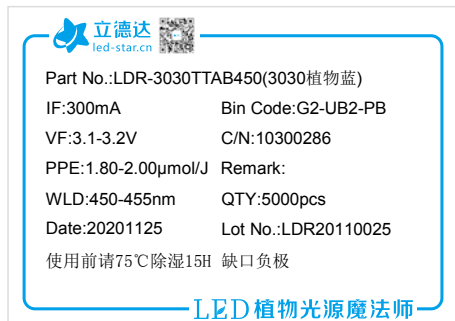 立德达
led-star.cn
Part No.:LDR-3030TTAB450(3030植物蓝)
IF:300mA Bin Code:G2-UB2-PB
VF:3.1-3.2V C/N:10300286
PPE:1.80-2.00μmol/J Remark:
WLD:450-455nm QTY:5000pcs
Date:20201125 Lot No.:LDR20110025
使用前请75℃除湿15H 缺口负极
LED植物光源魔法师